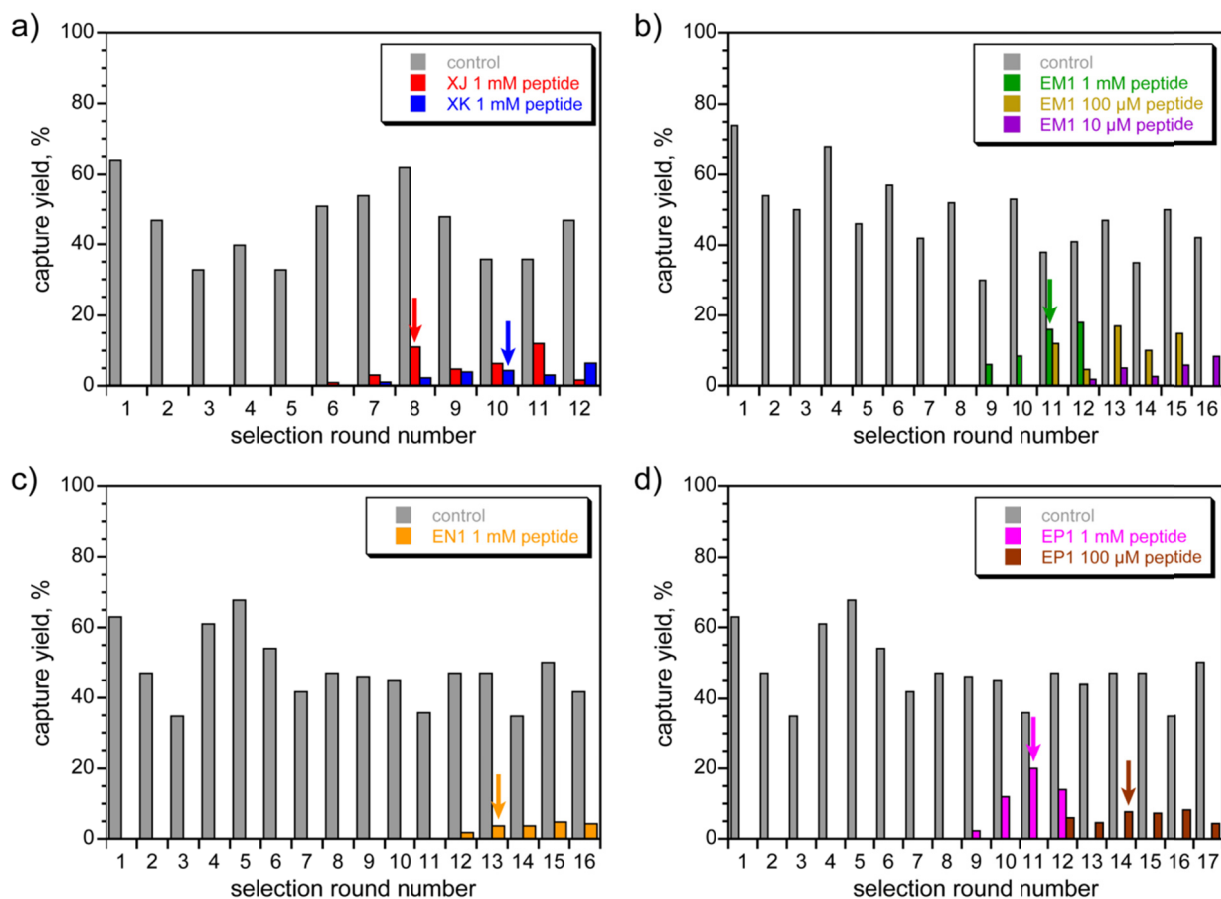 a)
capture yield, %
100
80
60
40
20
0
control
XJ 1 mM peptide
XK 1 mM peptide
1 2 3 4 5 6 7 8 9 10 11 12
selection round number
b)
capture yield, %
100
80
60
40
20
0
control
EM1 1 mM peptide
EM1 100 µM peptide
EM1 10 µM peptide
1 2 3 4 5 6 7 8 9 10 11 12 13 14 15 16
selection round number
c)
capture yield, %
100
80
60
40
20
0
control
EN1 1 mM peptide
1 2 3 4 5 6 7 8 9 10 11 12 13 14 15 16
selection round number
d)
capture yield, %
100
80
60
40
20
0
control
EP1 1 mM peptide
EP1 100 µM peptide
1 2 3 4 5 6 7 8 9 10 11 12 13 14 15 16 17
selection round number